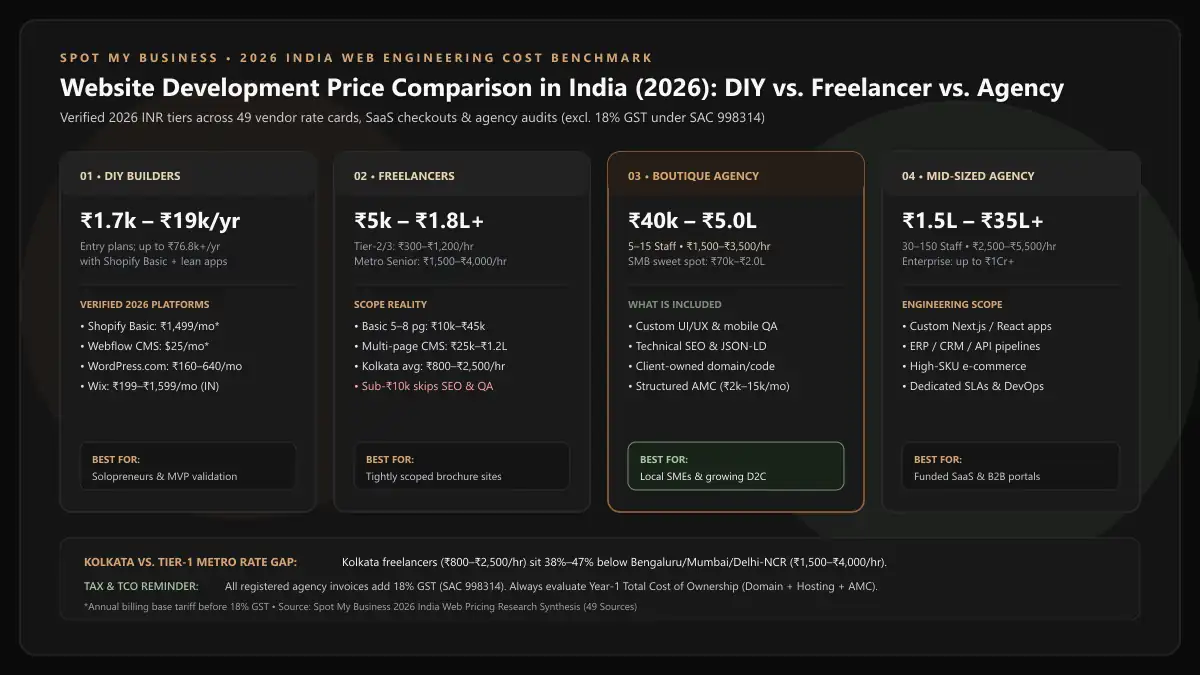 SPOT MY BUSINESS • 2026 INDIA WEB ENGINEERING COST BENCHMARK
Website Development Price Comparison in India (2026): DIY vs. Freelancer vs. Agency
Verified 2026 INR tiers across 49 vendor rate cards, SaaS checkouts & agency audits (excl. 18% GST under SAC 998314)
01 • DIY BUILDERS
₹1.7k – ₹19k/yr
Entry plans; up to ₹76.8k+/yr
with Shopify Basic + lean apps
VERIFIED 2026 PLATFORMS
• Shopify Basic: ₹1,499/mo*
• Webflow CMS: $25/mo*
• WordPress.com: ₹160–640/mo
• Wix: ₹199–₹1,599/mo (IN)
BEST FOR:
Solopreneurs & MVP validation
02 • FREELANCERS
₹5k – ₹1.8L+
Tier-2/3: ₹300–₹1,200/hr
Metro Senior: ₹1,500–₹4,000/hr
SCOPE REALITY
• Basic 5–8 pg: ₹10k–₹45k
• Multi-page CMS: ₹25k–₹1.2L
• Kolkata avg: ₹800–₹2,500/hr
• Sub-₹10k skips SEO & QA
BEST FOR:
Tightly scoped brochure sites
03 • BOUTIQUE AGENCY
₹40k – ₹5.0L
5–15 Staff • ₹1,500–₹3,500/hr
SMB sweet spot: ₹70k–₹2.0L
WHAT IS INCLUDED
• Custom UI/UX & mobile QA
• Technical SEO & JSON-LD
• Client-owned domain/code
• Structured AMC (₹2k–15k/mo)
BEST FOR:
Local SMEs & growing D2C
04 • MID-SIZED AGENCY
₹1.5L – ₹35L+
30–150 Staff • ₹2,500–₹5,500/hr
Enterprise: up to ₹1Cr+
ENGINEERING SCOPE
• Custom Next.js / React apps
• ERP / CRM / API pipelines
• High-SKU e-commerce
• Dedicated SLAs & DevOps
BEST FOR:
Funded SaaS & B2B portals
KOLKATA VS. TIER-1 METRO RATE GAP: Kolkata freelancers (₹800–₹2,500/hr) sit 38%–47% below Bengaluru/Mumbai/Delhi-NCR (₹1,500–₹4,000/hr).
TAX & TCO REMINDER: All registered agency invoices add 18% GST (SAC 998314). Always evaluate Year-1 Total Cost of Ownership (Domain + Hosting + AMC).
*Annual billing base tariff before 18% GST • Source: Spot My Business 2026 India Web Pricing Research Synthesis (49 Sources)